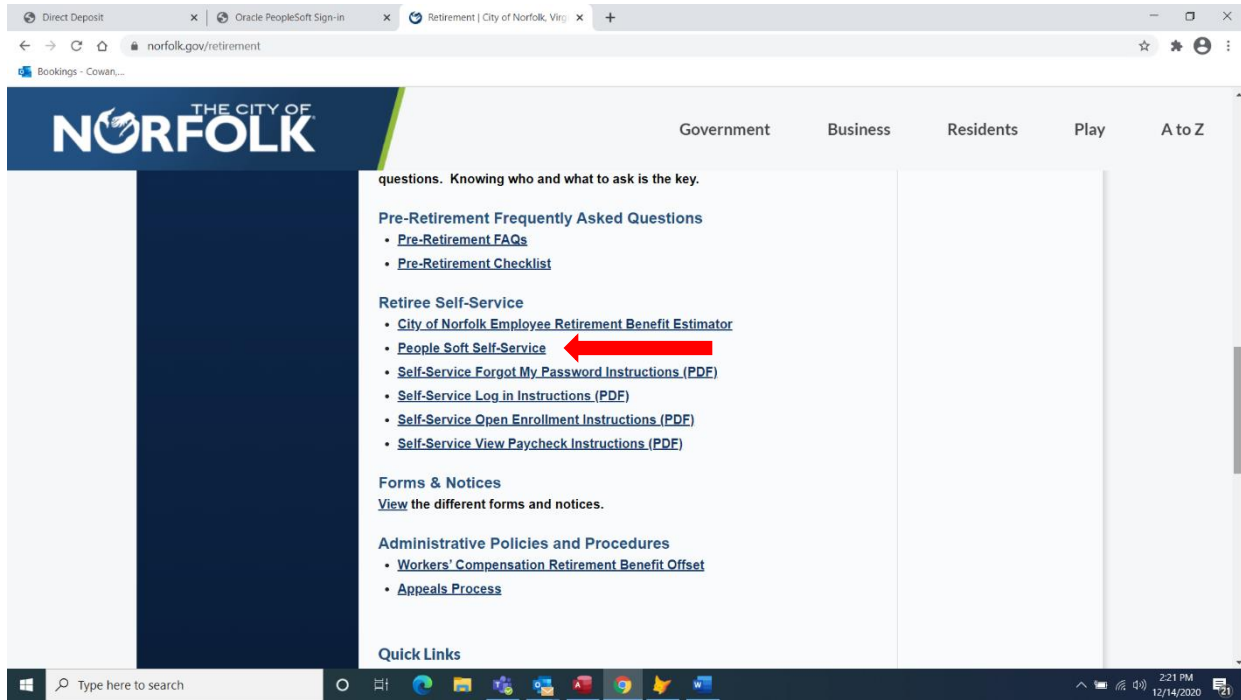 Direct Deposit
Oracle PeopleSoft Sign-in
Retirement | City of Norfolk, Virg
norfolk.gov/retirement
Bookings - Cowan,...
THE CITY OF
NORFOLK
Government Business Residents Play A to Z
questions. Knowing who and what to ask is the key.
Pre-Retirement Frequently Asked Questions
• Pre-Retirement FAQs
• Pre-Retirement Checklist
Retiree Self-Service
• City of Norfolk Employee Retirement Benefit Estimator
• People Soft Self-Service
• Self-Service Forgot My Password Instructions (PDF)
• Self-Service Log in Instructions (PDF)
• Self-Service Open Enrollment Instructions (PDF)
• Self-Service View Paycheck Instructions (PDF)
Forms & Notices
View the different forms and notices.
Administrative Policies and Procedures
• Workers' Compensation Retirement Benefit Offset
• Appeals Process
Quick Links
Type here to search
2:21 PM
12/14/2020
21